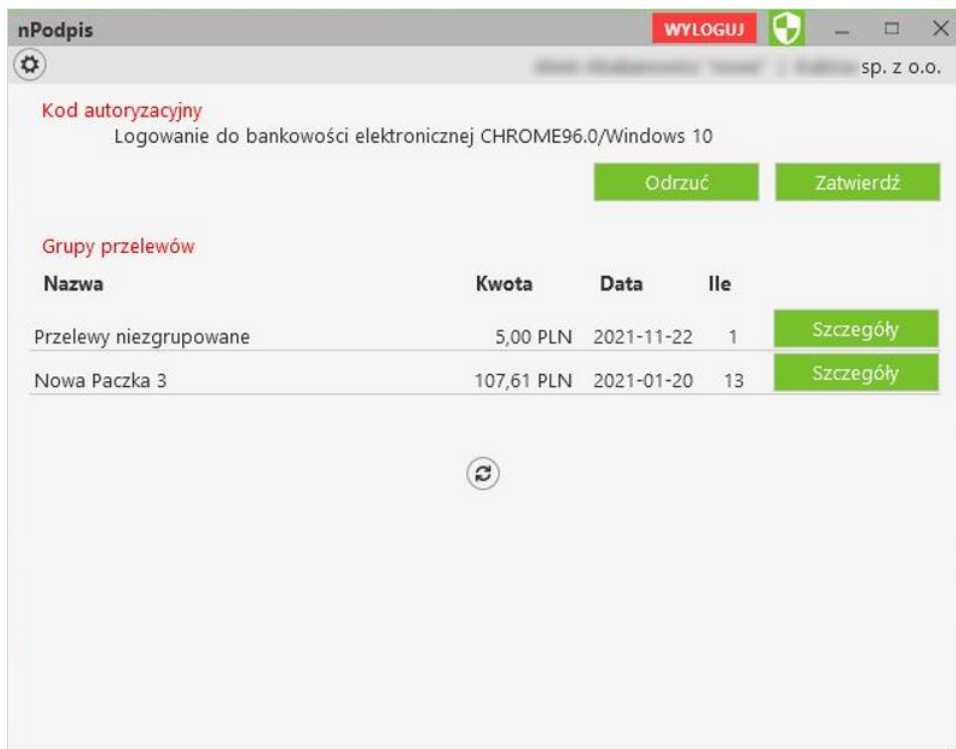 nPodpis WYLOGUJ
sp. z o.o.
Kod autoryzacyjny
Logowanie do bankowości elektronicznej CHROME96.0/Windows 10
Odrzuć Zatwierdź
Grupy przelewów
Nazwa Kwota Data Ile
Przelewy niezgrupowane 5,00 PLN 2021-11-22 1 Szczegóły
Nowa Paczka 3 107,61 PLN 2021-01-20 13 Szczegóły